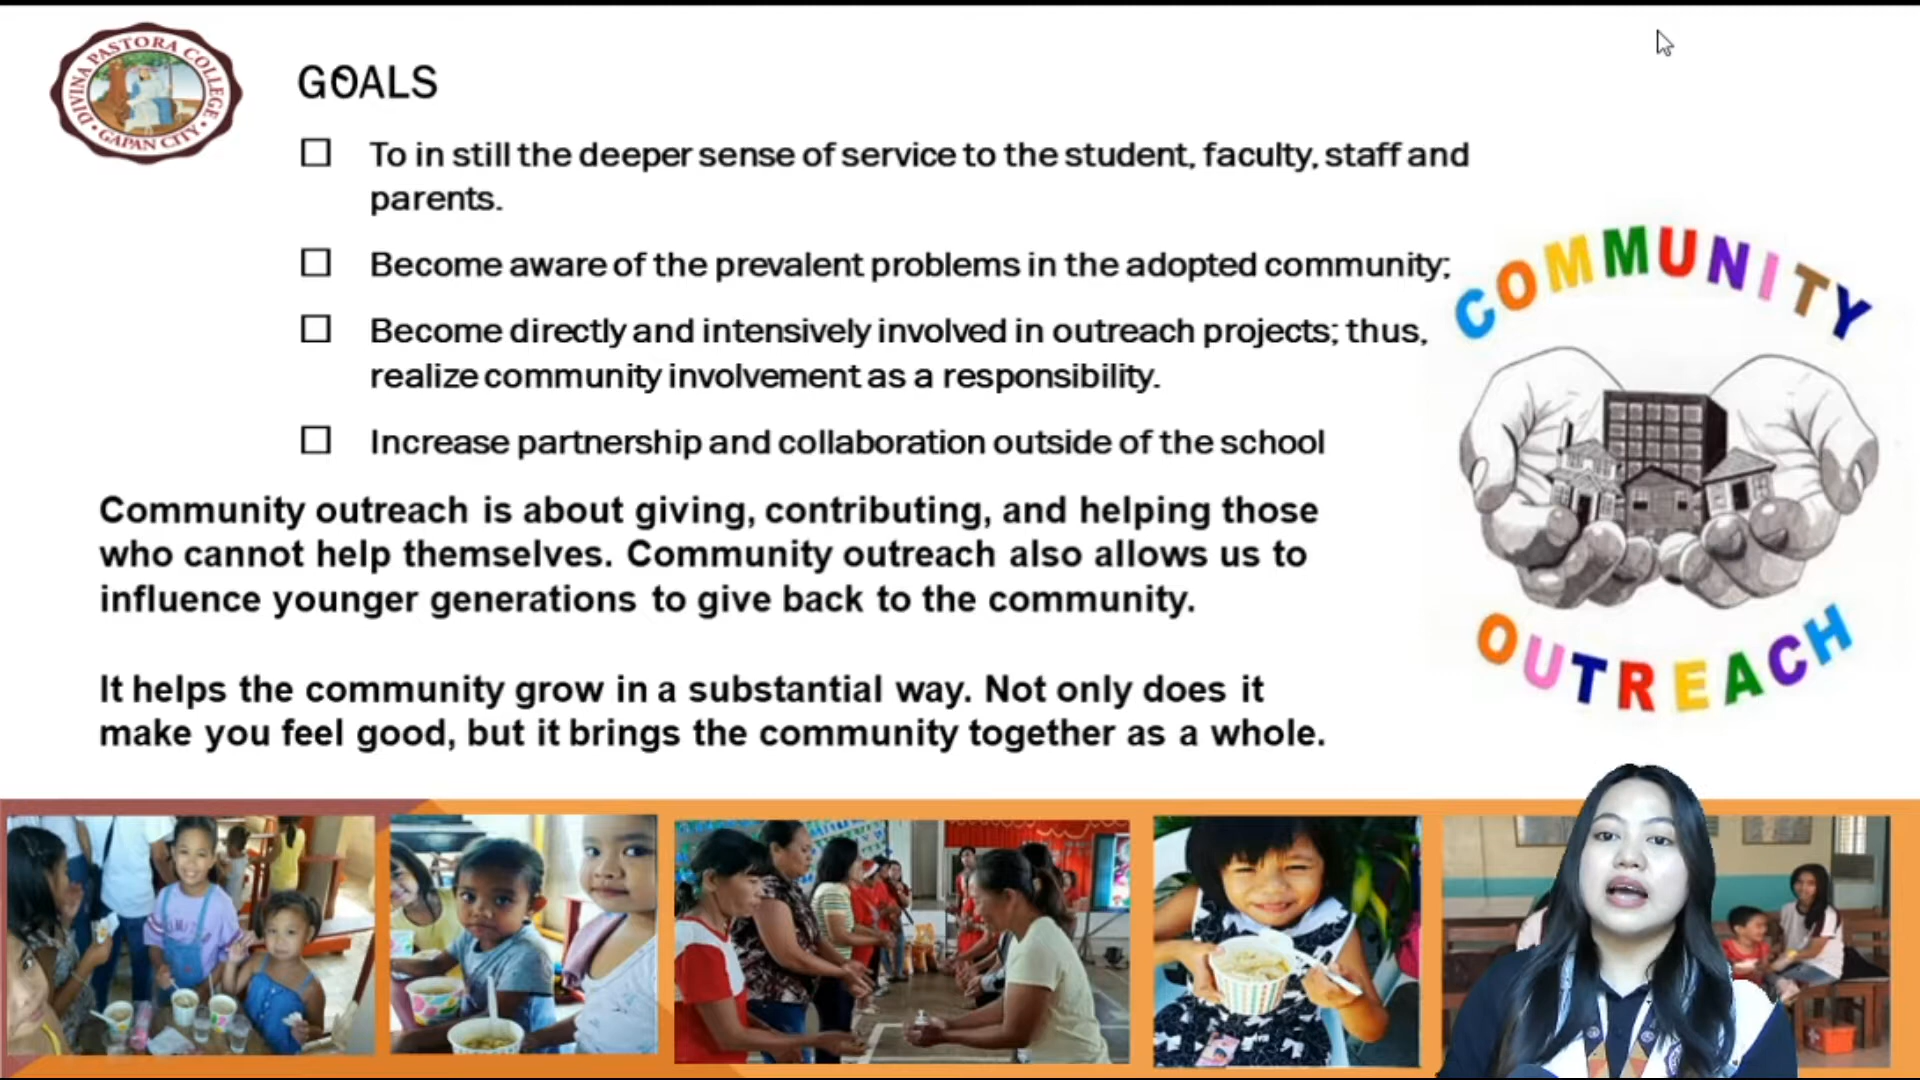 DIVINA PASTORA COLLEGE
• GAPAN CITY •
GOALS
To in still the deeper sense of service to the student, faculty, staff and
parents.
Become aware of the prevalent problems in the adopted community;
Become directly and intensively involved in outreach projects; thus,
realize community involvement as a responsibility.
Increase partnership and collaboration outside of the school
Community outreach is about giving, contributing, and helping those
who cannot help themselves. Community outreach also allows us to
influence younger generations to give back to the community.
It helps the community grow in a substantial way. Not only does it
make you feel good, but it brings the community together as a whole.
COMMUNITY
OUTREACH